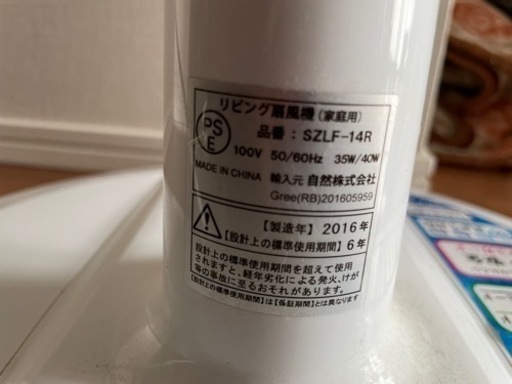 リビング扇風機(家庭用)
PS
E
品番: SZLF-14R
100V 50/60Hz 35W/40W
MADE IN CHINA 輸入元 自然株式会社
Gree(RB)201605959
【製造年】 2016年
【設計上の標準使用期間】 6年
設計上の標準使用期間を超えて使用
されますと、経年劣化による発火、けが
等の事故に至るおそれがあります。
【設計上の標準使用期間】は【保証期間】とは異なります